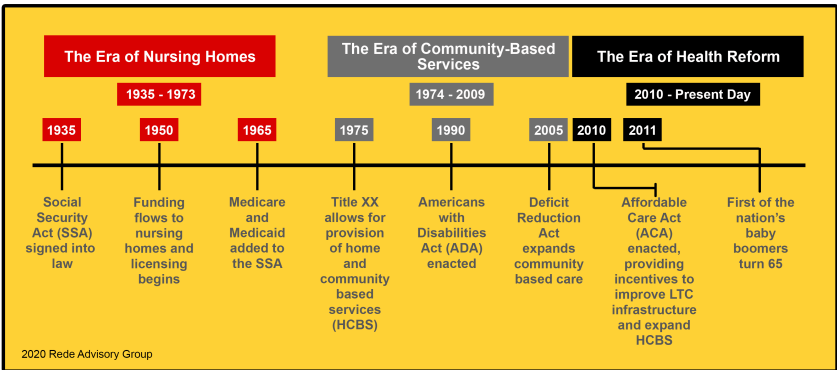 The Era of Nursing Homes
1935 - 1973
The Era of Community-Based
Services
1974 - 2009
The Era of Health Reform
2010 - Present Day
1935
Social
Security
Act (SSA)
signed into
law
1950
Funding
flows to
nursing
homes and
licensing
begins
1965
Medicare
and
Medicaid
added to
the SSA
1975
Title XX
allows for
provision
of home
and
community
based
services
(HCBS)
1990
Americans
with
Disabilities
Act (ADA)
enacted
2005
Deficit
Reduction
Act
expands
community
based care
2010
Affordable
Care Act
(ACA)
enacted,
providing
incentives to
improve LTC
infrastructure
and expand
HCBS
2011
First of the
nation's
baby
boomers
turn 65
2020 Rede Advisory Group